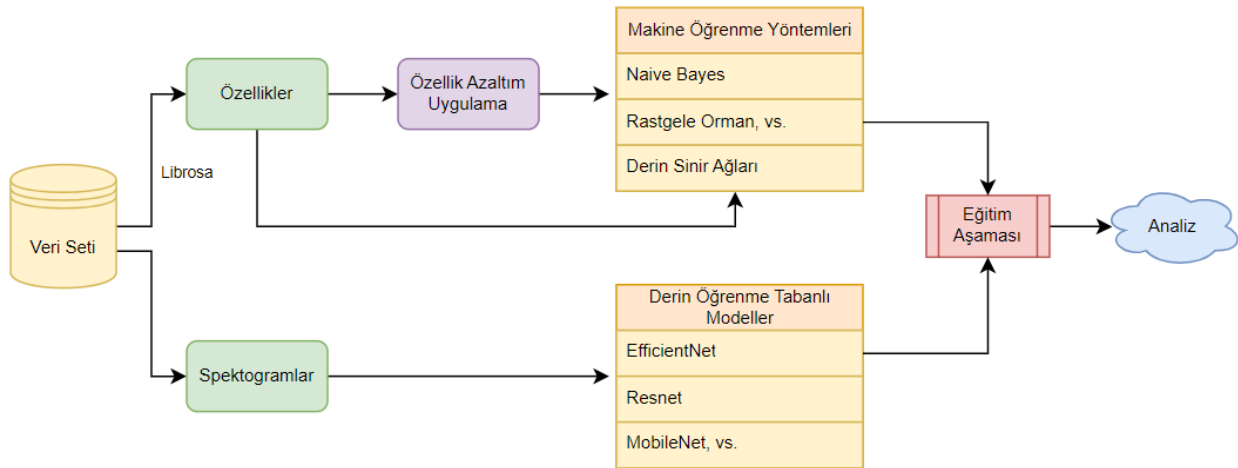 Veri Seti
Librosa
Özellikler
Özellik Azaltım
Uygulama
Makine Öğrenme Yöntemleri
Naive Bayes
Rastgele Orman, vs.
Derin Sinir Ağları
Spektogramlar
Derin Öğrenme Tabanlı
Modeller
EfficientNet
Resnet
MobileNet, vs.
Eğitim
Aşaması
Analiz